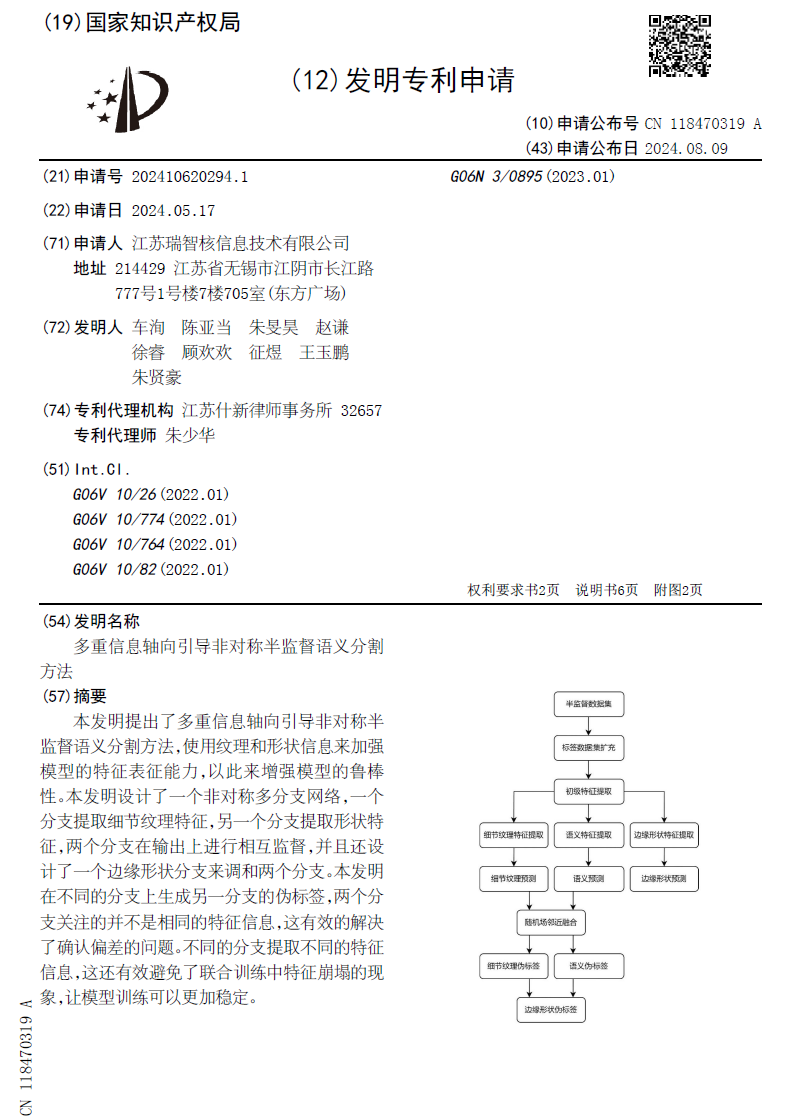 (19)国家知识产权局
(12)发明专利申请
(10)申请公布号 CN 118470319 A
(43)申请公布日 2024.08.09
(21)申请号 202410620294.1
(22)申请日 2024.05.17
(71)申请人 江苏瑞智核信息技术有限公司
地址 214429 江苏省无锡市江阴市长江路
777号1号楼7楼705室(东方广场)
(72)发明人 车洵 陈亚当 朱旻昊 赵谦
徐睿 顾欢欢 征煜 王玉鹏
朱贤豪
(74)专利代理机构 江苏什新律师事务所 32657
专利代理师 朱少华
(51)Int.Cl.
G06V 10/26(2022.01)
G06V 10/774(2022.01)
G06V 10/764(2022.01)
G06V 10/82(2022.01)
G06N 3/0895(2023.01)
权利要求书2页 说明书6页 附图2页
(54)发明名称
多重信息轴向引导非对称半监督语义分割
方法
(57)摘要
本发明提出了多重信息轴向引导非对称半
监督语义分割方法,使用纹理和形状信息来加强
模型的特征表征能力,以此来增强模型的鲁棒
性。本发明设计了一个非对称多分支网络,一个
分支提取细节纹理特征,另一个分支提取形状特
征,两个分支在输出上进行相互监督,并且还设
计了一个边缘形状分支来调和两个分支。本发明
在不同的分支上生成另一分支的伪标签,两个分
支关注的并不是相同的特征信息,这有效的解决
了确认偏差的问题。不同的分支提取不同的特征
信息,这还有效避免了联合训练中特征崩塌的现
象,让模型训练可以更加稳定。
半监督数据集
标签数据集扩充
初级特征提取
细节纹理特征提取 语义特征提取 边缘形状特征提取
细节纹理预测 语义预测 边缘形状预测
随机场邻近融合
细节纹理伪标签 语义伪标签
边缘形状伪标签
CN 118470319 A